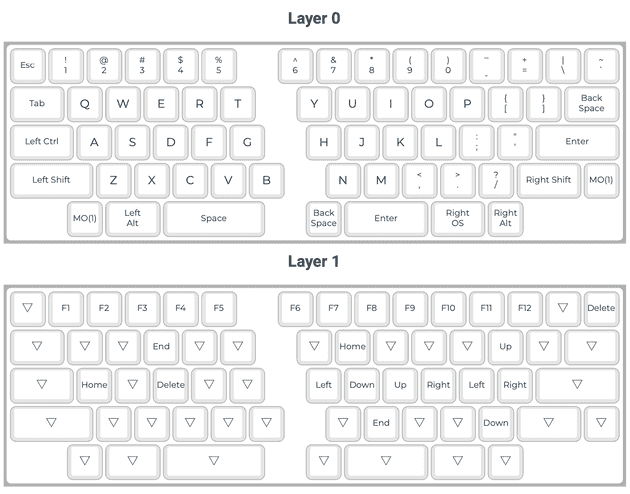 Layer 0
Esc ! 1 @ 2 # 3 $ 4 % 5 ^ 6 & 7 * 8 ( 9 ) 0 _ - + = | \ ~ `
Tab Q W E R T Y U I O P { [ } ] Back Space
Left Ctrl A S D F G H J K L : ; " ' Enter
Left Shift Z X C V B N M < , > . ? / Right Shift MO(1)
MO(1) Left Alt Space Back Space Enter Right OS Right Alt
Layer 1
▽ F1 F2 F3 F4 F5 F6 F7 F8 F9 F10 F11 F12 ▽ Delete
▽ ▽ ▽ End ▽ ▽ ▽ Home ▽ ▽ ▽ Up ▽ ▽
▽ Home ▽ Delete ▽ ▽ Left Down Up Right Left Right ▽
▽ ▽ ▽ ▽ ▽ ▽ ▽ End ▽ ▽ Down ▽ ▽
▽ ▽ ▽ ▽ ▽ ▽ ▽